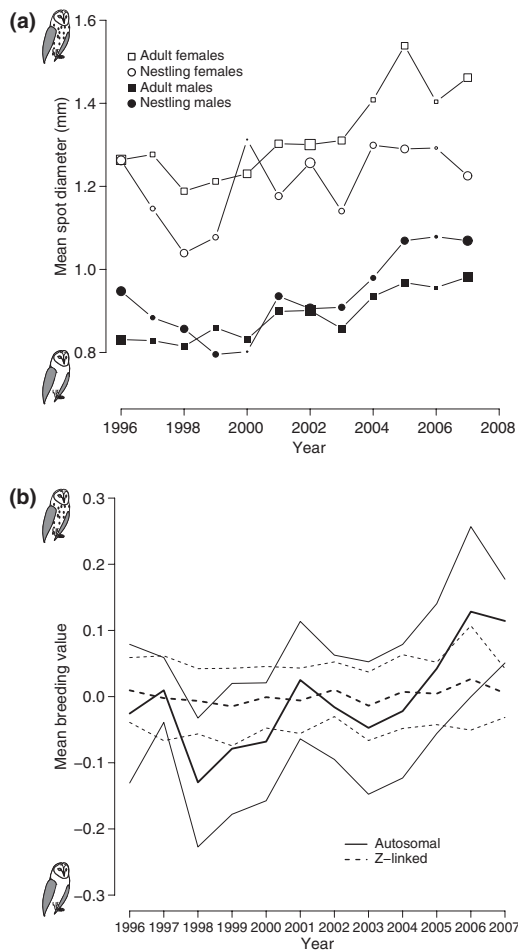 (a)
1.6
1.4
1.2
1.0
0.8
Mean spot diameter (mm)
Adult females
Nestling females
Adult males
Nestling males
1996 1998 2000 2002 2004 2006 2008
Year
(b)
0.3
0.2
0.1
0.0
−0.1
−0.2
−0.3
Mean breeding value
Autosomal
Z−linked
1996 1997 1998 1999 2000 2001 2002 2003 2004 2005 2006 2007
Year